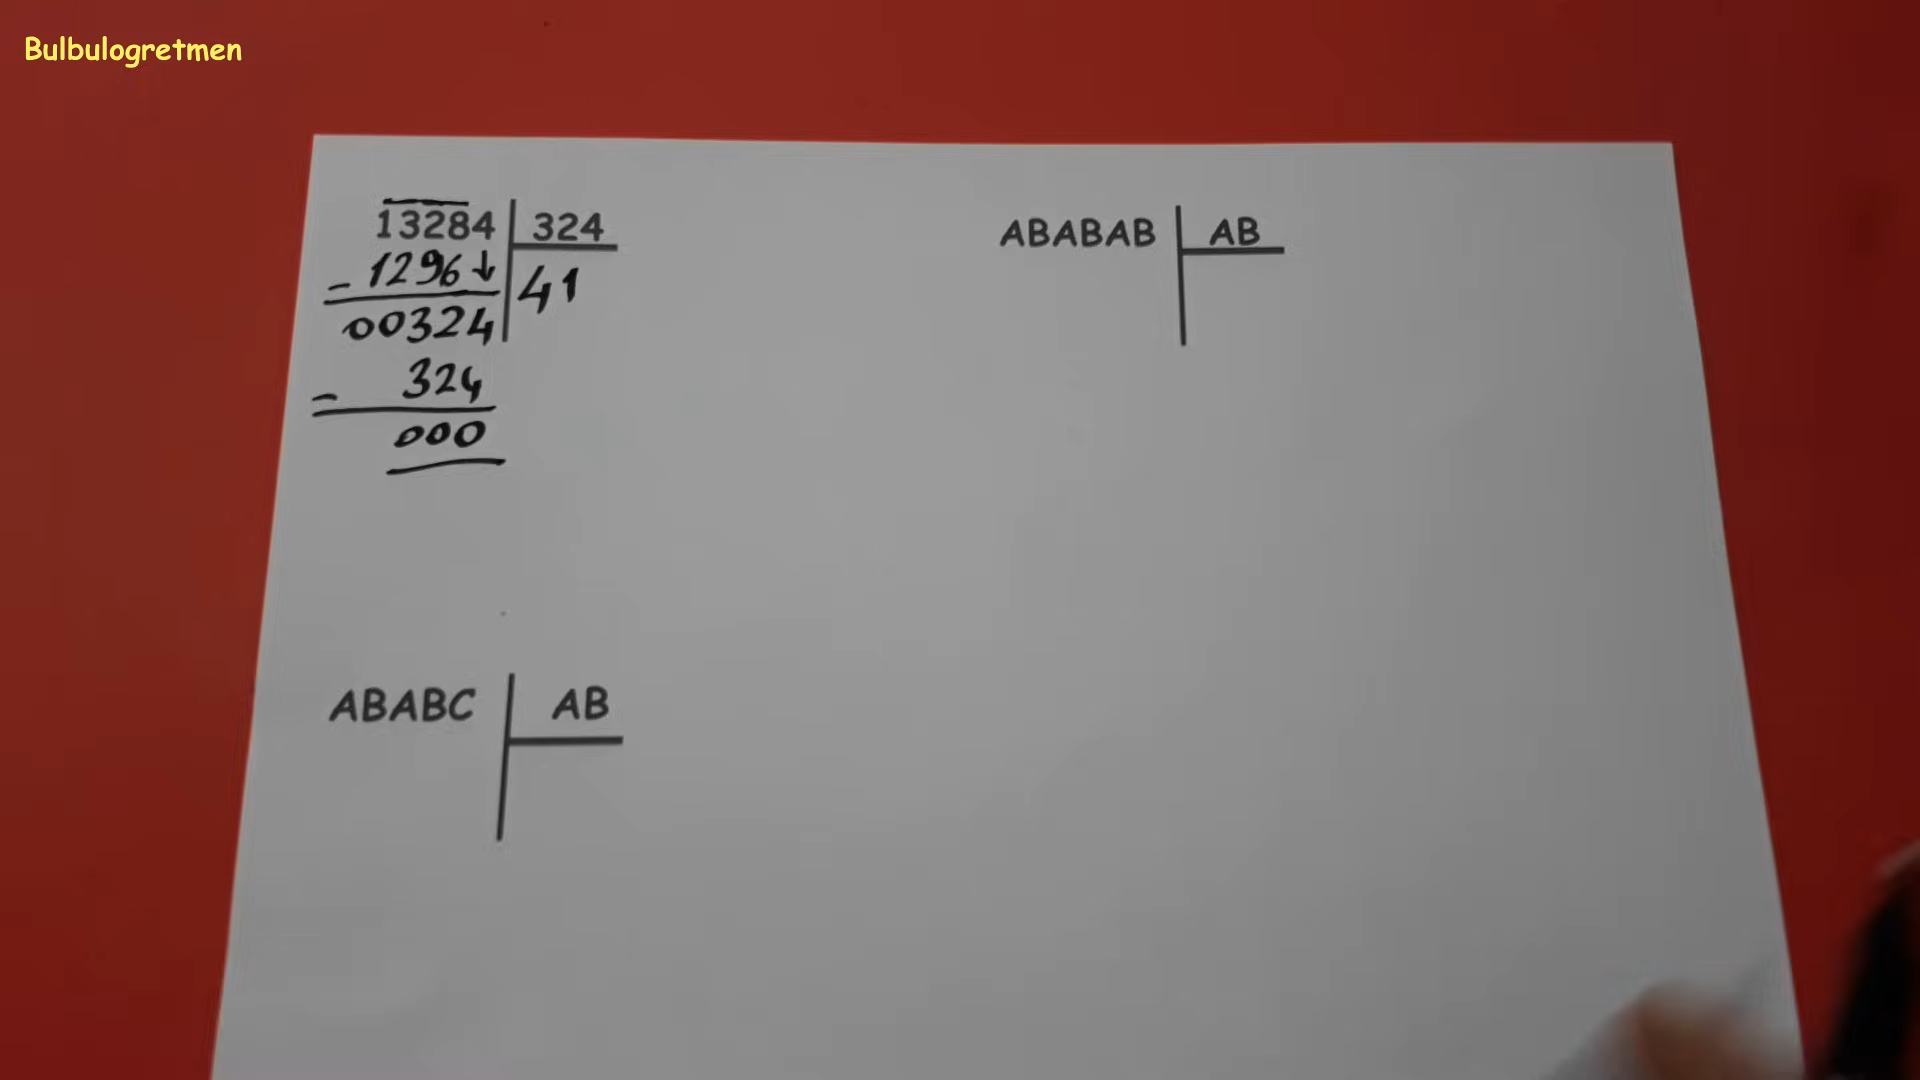 Bulbulogretmen
13284 324
- 1296 ↓ 41
00324
- 324
000
ABABAB AB
ABABC AB